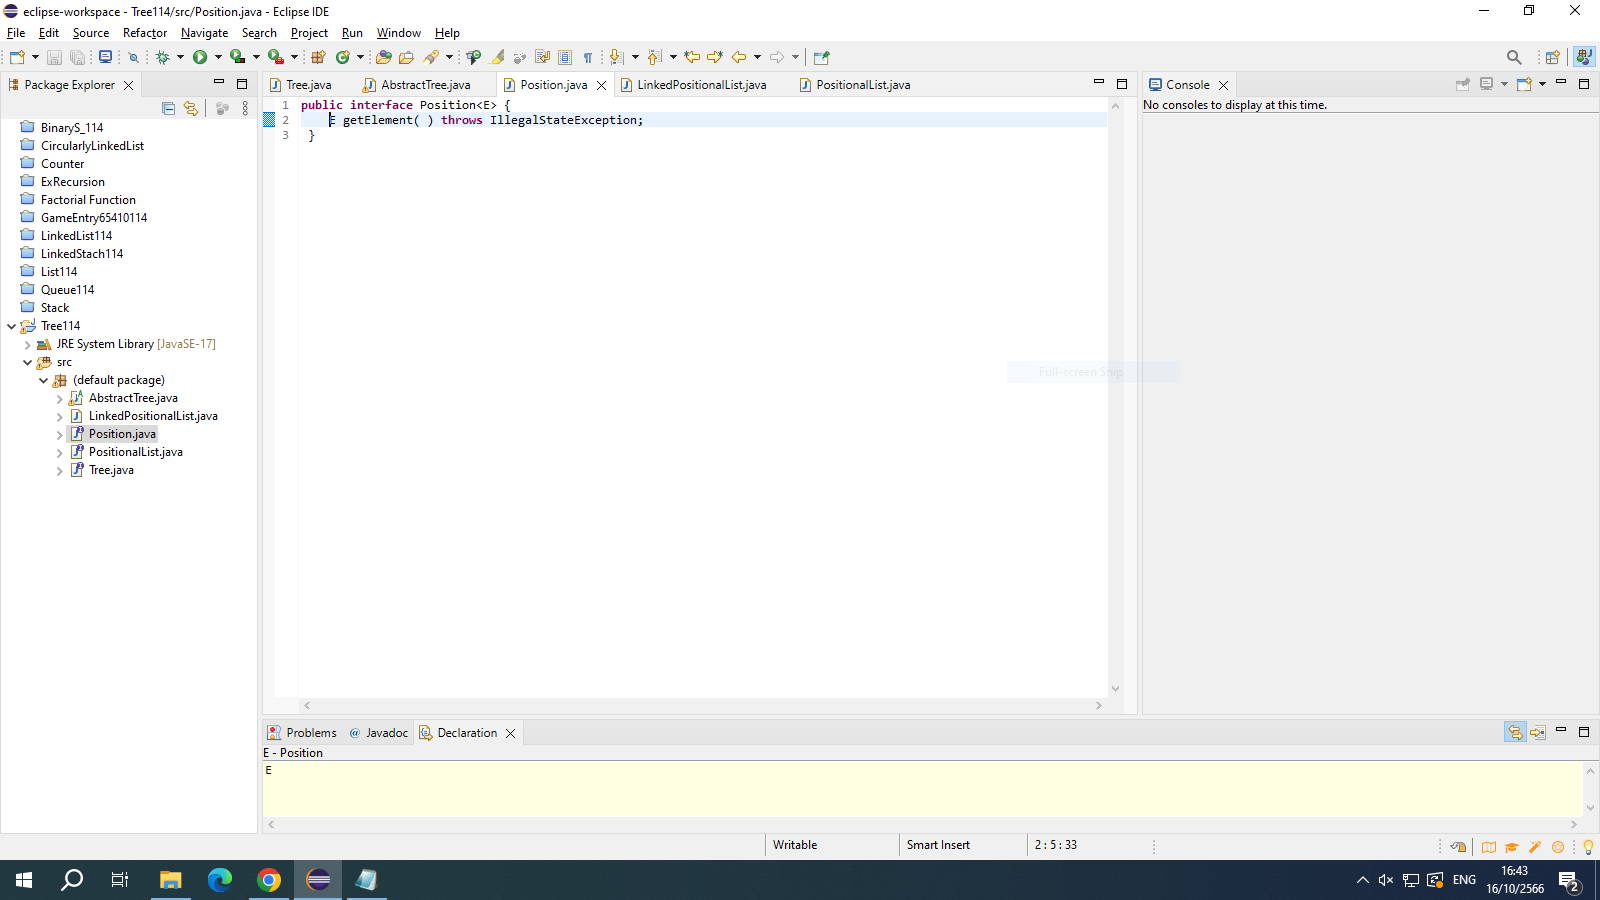 eclipse-workspace - Tree114/src/Position.java - Eclipse IDE
File Edit Source Refactor Navigate Search Project Run Window Help
Package Explorer
BinaryS_114
CircularlyLinkedList
Counter
ExRecursion
Factorial Function
GameEntry65410114
LinkedList114
LinkedStach114
List114
Queue114
Stack
Tree114
JRE System Library [JavaSE-17]
src
(default package)
AbstractTree.java
LinkedPositionalList.java
Position.java
PositionalList.java
Tree.java
Tree.java AbstractTree.java Position.java LinkedPositionalList.java PositionalList.java
1 public interface Position<E> {
2 E getElement( ) throws IllegalStateException;
3 }
Full-screen Snip
Console
No consoles to display at this time.
Problems @ Javadoc Declaration
E - Position
E
Writable Smart Insert 2 : 5 : 33
ENG
16:43
16/10/2566
2